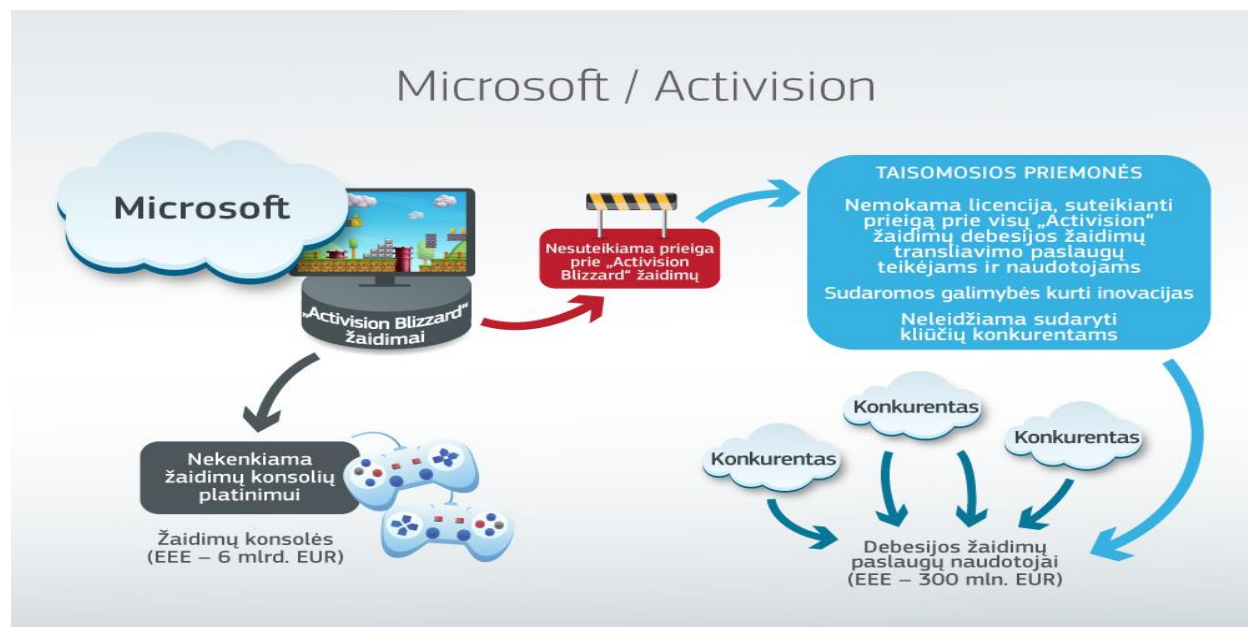 Microsoft / Activision
Microsoft
„Activision Blizzard“
žaidimai
Nesuteikiama prieiga
prie „Activision
Blizzard“ žaidimų
TAISOMOSIOS PRIEMONĖS
Nemokama licencija, suteikianti
prieigą prie visų „Activision“
žaidimų debesijos žaidimų
transliavimo paslaugų
teikėjams ir naudotojams
Sudaromos galimybės kurti inovacijas
Neleidžiama sudaryti
kliūčių konkurentams
Nekenkiama
žaidimų konsolių
platinimui
Žaidimų konsolės
(EEE – 6 mlrd. EUR)
Konkurentas
Konkurentas
Konkurentas
Debesijos žaidimų
paslaugų naudotojai
(EEE – 300 mln. EUR)